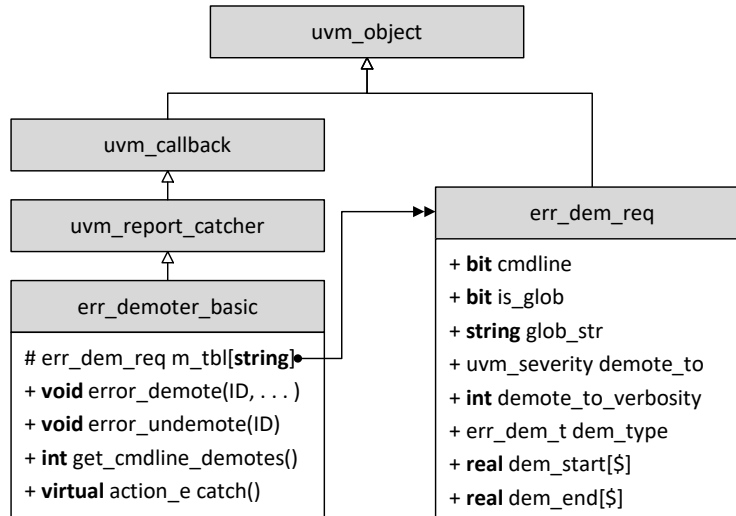 uvm_object
uvm_callback
uvm_report_catcher
err_demoter_basic
# err_dem_req m_tbl[string]
+ void error_demote(ID, . . . )
+ void error_undemote(ID)
+ int get_cmdline_demotes()
+ virtual action_e catch()
err_dem_req
+ bit cmdline
+ bit is_glob
+ string glob_str
+ uvm_severity demote_to
+ int demote_to_verbosity
+ err_dem_t dem_type
+ real dem_start[$]
+ real dem_end[$]